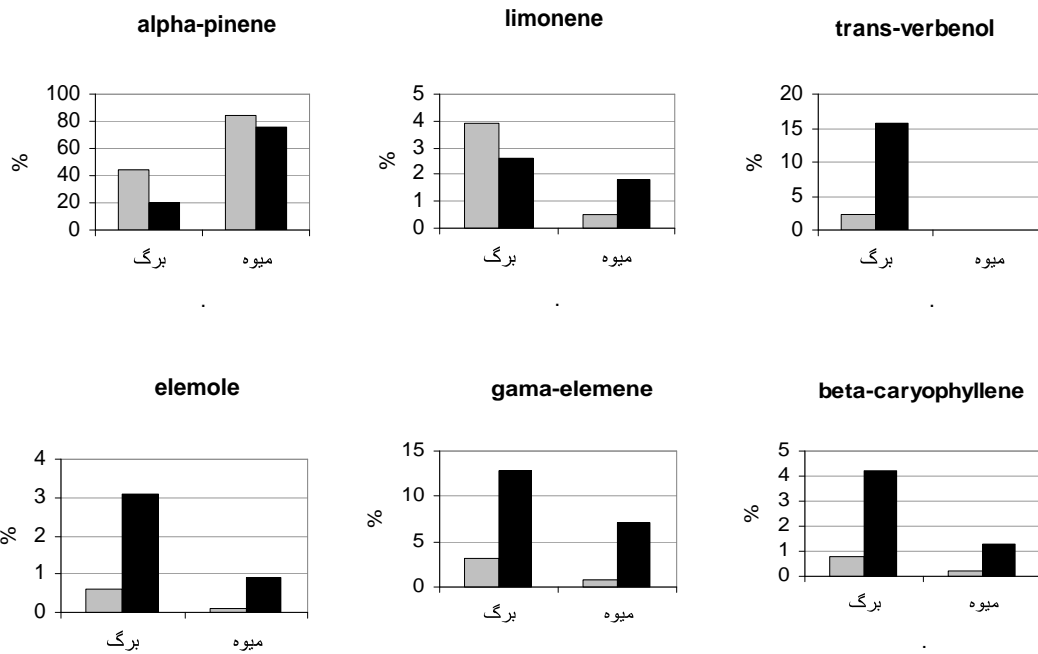 alpha-pinene
100
80
60
40
20
0
%
برگ
میوه
.
limonene
5
4
3
2
1
0
%
برگ
میوه
.
trans-verbenol
20
15
10
5
0
%
برگ
میوه
.
elemole
4
3
2
1
0
%
برگ
میوه
gama-elemene
15
10
5
0
%
برگ
میوه
beta-caryophyllene
5
4
3
2
1
0
%
برگ
میوه
.